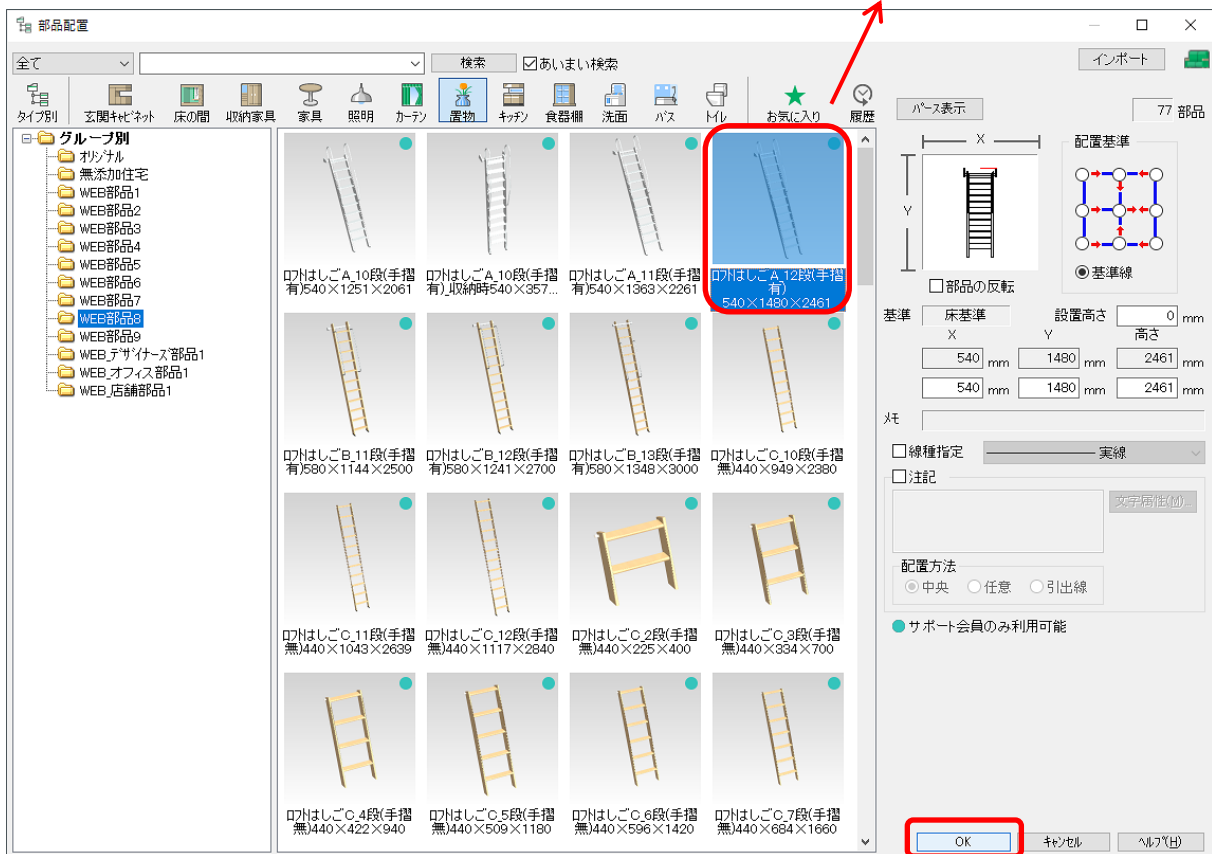 部品配置
全て
検索
あいまい検索
インポート
タイプ別
玄関キャビネット
床の間
収納家具
家具
照明
カーテン
置物
キッチン
食器棚
洗面
バス
トイレ
お気に入り
履歴
パース表示
77 部品
グループ別
オリジナル
無添加住宅
WEB部品1
WEB部品2
WEB部品3
WEB部品4
WEB部品5
WEB部品6
WEB部品7
WEB部品8
WEB部品9
WEB_デザイナーズ部品1
WEB_オフィス部品1
WEB_店舗部品1
ロフトはしごA_10段(手摺
有)540×1251×2061
ロフトはしごA_10段(手摺
有)_収納時540×357...
ロフトはしごA_11段(手摺
有)540×1363×2261
ロフトはしごA_12段(手摺
有)
540×1480×2461
ロフトはしごB_11段(手摺
有)580×1144×2500
ロフトはしごB_12段(手摺
有)580×1241×2700
ロフトはしごB_13段(手摺
有)580×1348×3000
ロフトはしごC_10段(手摺
無)440×949×2380
ロフトはしごC_11段(手摺
無)440×1043×2639
ロフトはしごC_12段(手摺
無)440×1117×2840
ロフトはしごC_2段(手摺
無)440×225×400
ロフトはしごC_3段(手摺
無)440×334×700
ロフトはしごC_4段(手摺
無)440×422×940
ロフトはしごC_5段(手摺
無)440×509×1180
ロフトはしごC_6段(手摺
無)440×596×1420
ロフトはしごC_7段(手摺
無)440×684×1660
X
Y
配置基準
基準線
部品の反転
基準 床基準 設置高さ 0 mm
X Y 高さ
540 mm 1480 mm 2461 mm
540 mm 1480 mm 2461 mm
メモ
線種指定 実線
注記
文字属性(M)...
配置方法
中央 任意 引出線
サポート会員のみ利用可能
OK キャンセル ヘルプ(H)